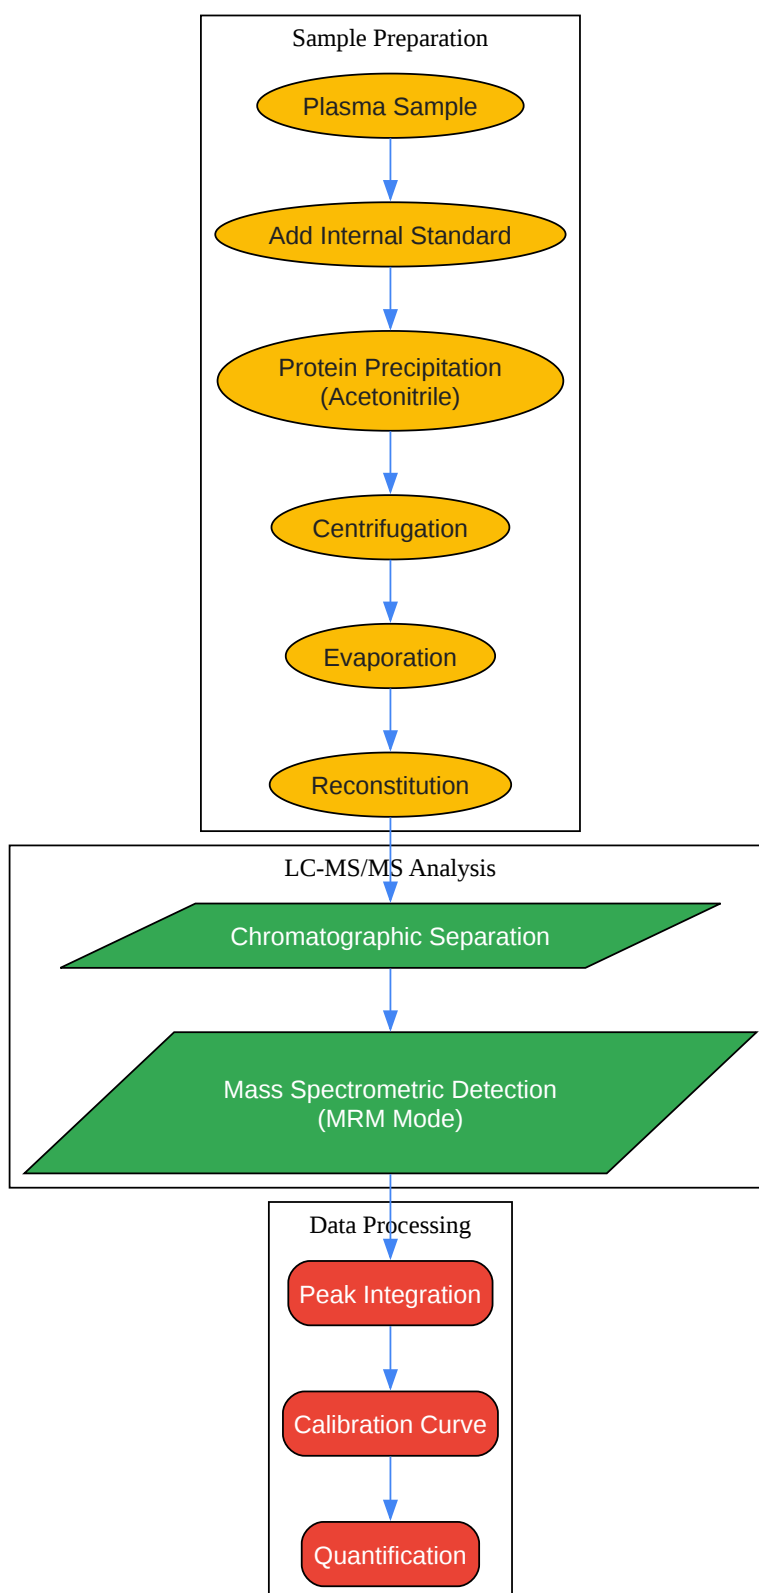 Sample Preparation
Plasma Sample
Add Internal Standard
Protein Precipitation
(Acetonitrile)
Centrifugation
Evaporation
Reconstitution
LC-MS/MS Analysis
Chromatographic Separation
Mass Spectrometric Detection
(MRM Mode)
Data Processing
Peak Integration
Calibration Curve
Quantification